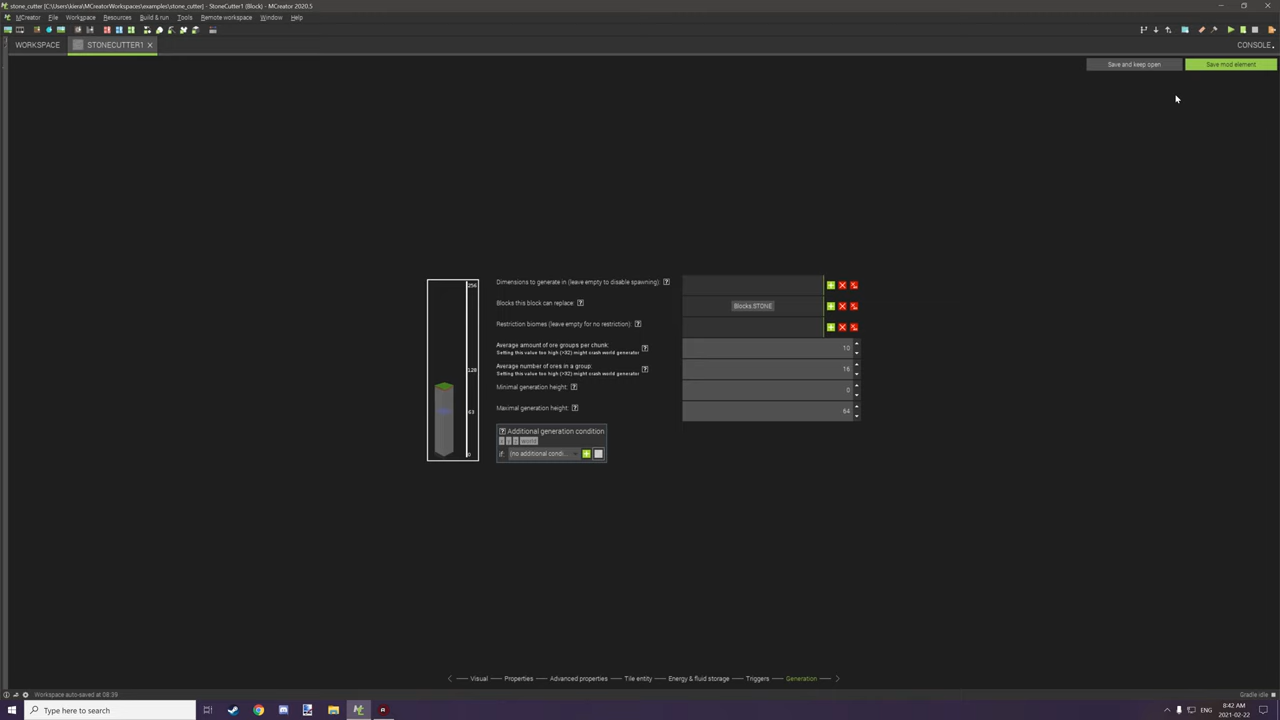 stone_cutter [C:\Users\kiera\MCreatorWorkspaces\examples\stone_cutter] - StoneCutter1 (Block) - MCreator 2020.5
MCreator File Workspace Resources Build & run Tools Remote workspace Window Help
WORKSPACE STONECUTTER1 CONSOLE
Save and keep open Save mod element
256
128
63
0
Dimensions to generate in (leave empty to disable spawning):
Blocks this block can replace: Blocks.STONE
Restriction biomes (leave empty for no restriction):
Average amount of ore groups per chunk: 10
Setting this value too high (>32) might crash world generator
Average number of ores in a group: 16
Setting this value too high (>32) might crash world generator
Minimal generation height: 0
Maximal generation height: 64
Additional generation condition
world
if: (no additional condi...
Visual Properties Advanced properties Tile entity Energy & fluid storage Triggers Generation
Workspace auto-saved at 08:39 Gradle idle
Type here to search ENG 8:42 AM
2021-02-22